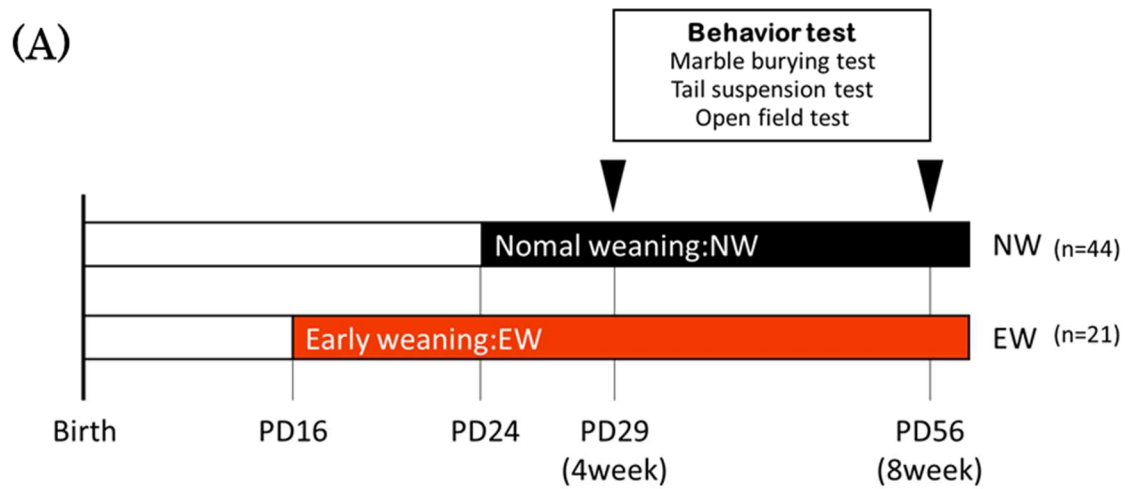 (A)
Behavior test
Marble burying test
Tail suspension test
Open field test
Nomal weaning:NW
NW (n=44)
Early weaning:EW
EW (n=21)
Birth
PD16
PD24
PD29
(4week)
PD56
(8week)